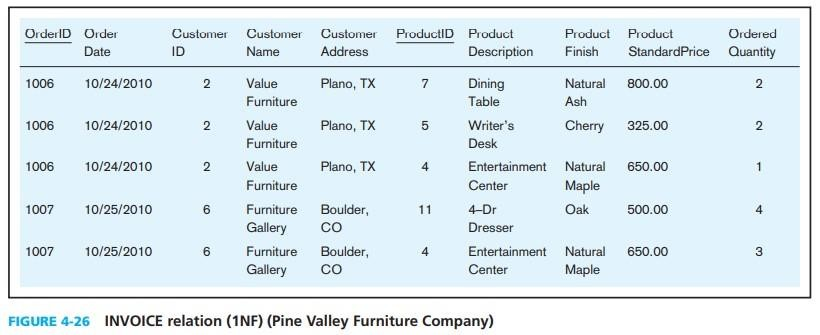 OrderID Order Customer Customer Customer ProductID Product Product Product Ordered
Date ID Name Address Description Finish StandardPrice Quantity
1006 10/24/2010 2 Value Plano, TX 7 Dining Natural 800.00 2
Furniture Table Ash
1006 10/24/2010 2 Value Plano, TX 5 Writer's Cherry 325.00 2
Furniture Desk
1006 10/24/2010 2 Value Plano, TX 4 Entertainment Natural 650.00 1
Furniture Center Maple
1007 10/25/2010 6 Furniture Boulder, 11 4–Dr Oak 500.00 4
Gallery CO Dresser
1007 10/25/2010 6 Furniture Boulder, 4 Entertainment Natural 650.00 3
Gallery CO Center Maple
FIGURE 4-26 INVOICE relation (1NF) (Pine Valley Furniture Company)